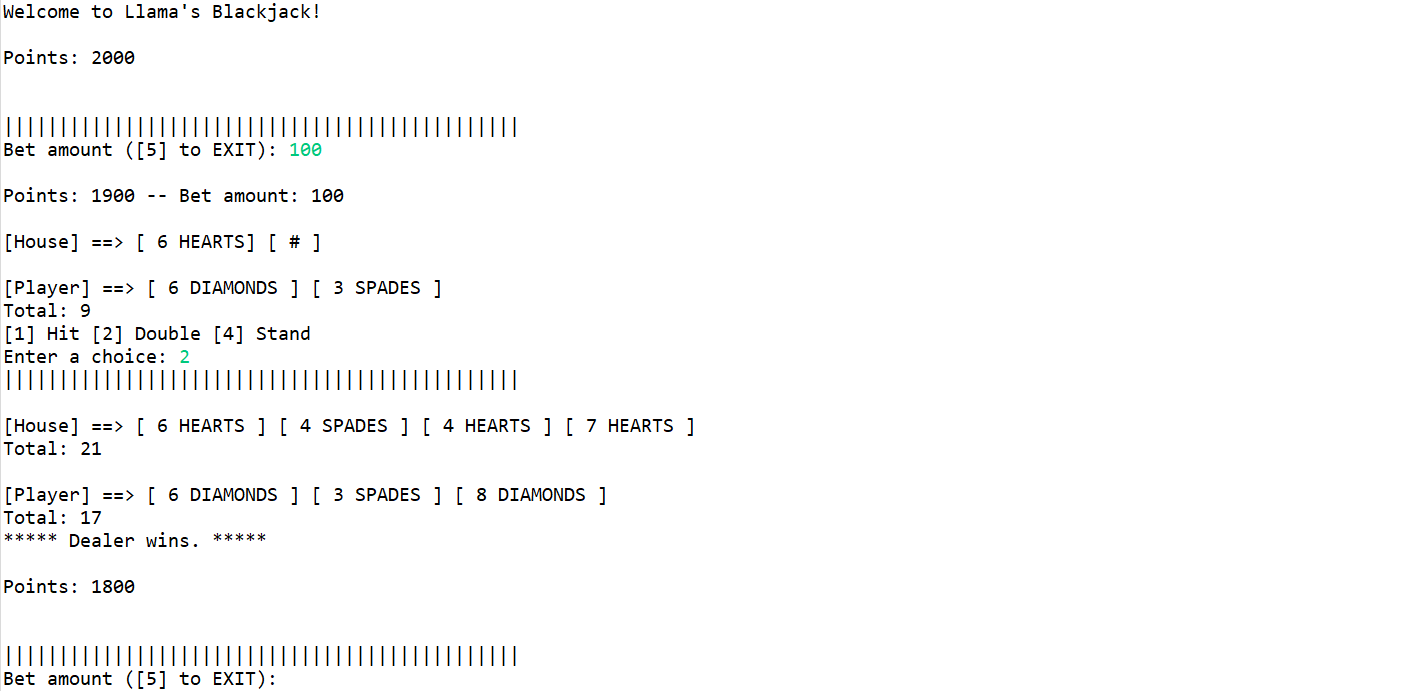 Welcome to Llama's Blackjack!
Points: 2000
|||||||||||||||||||||||||||||||||||||||||||||||
Bet amount ([5] to EXIT): 100
Points: 1900 -- Bet amount: 100
[House] ==> [ 6 HEARTS] [ # ]
[Player] ==> [ 6 DIAMONDS ] [ 3 SPADES ]
Total: 9
[1] Hit [2] Double [4] Stand
Enter a choice: 2
|||||||||||||||||||||||||||||||||||||||||||||||
[House] ==> [ 6 HEARTS ] [ 4 SPADES ] [ 4 HEARTS ] [ 7 HEARTS ]
Total: 21
[Player] ==> [ 6 DIAMONDS ] [ 3 SPADES ] [ 8 DIAMONDS ]
Total: 17
***** Dealer wins. *****
Points: 1800
|||||||||||||||||||||||||||||||||||||||||||||||
Bet amount ([5] to EXIT):